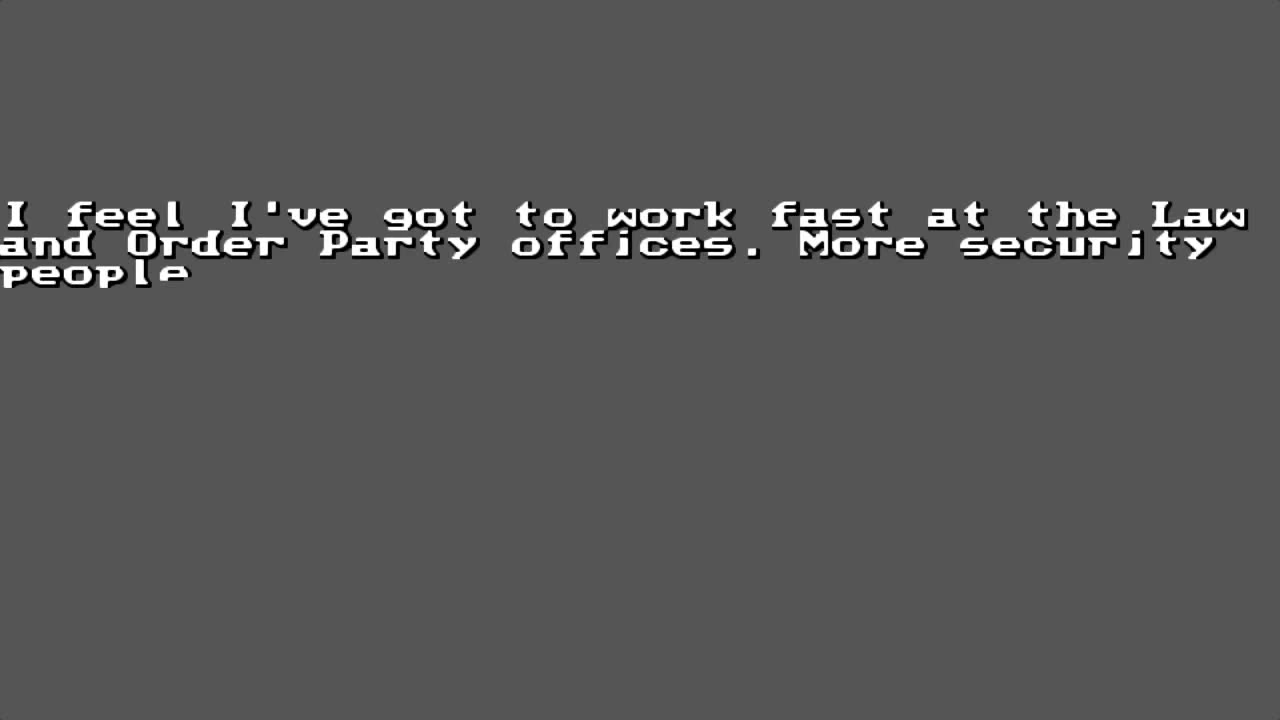 I feel I've got to work fast at the Law
and Order Party offices. More security
people